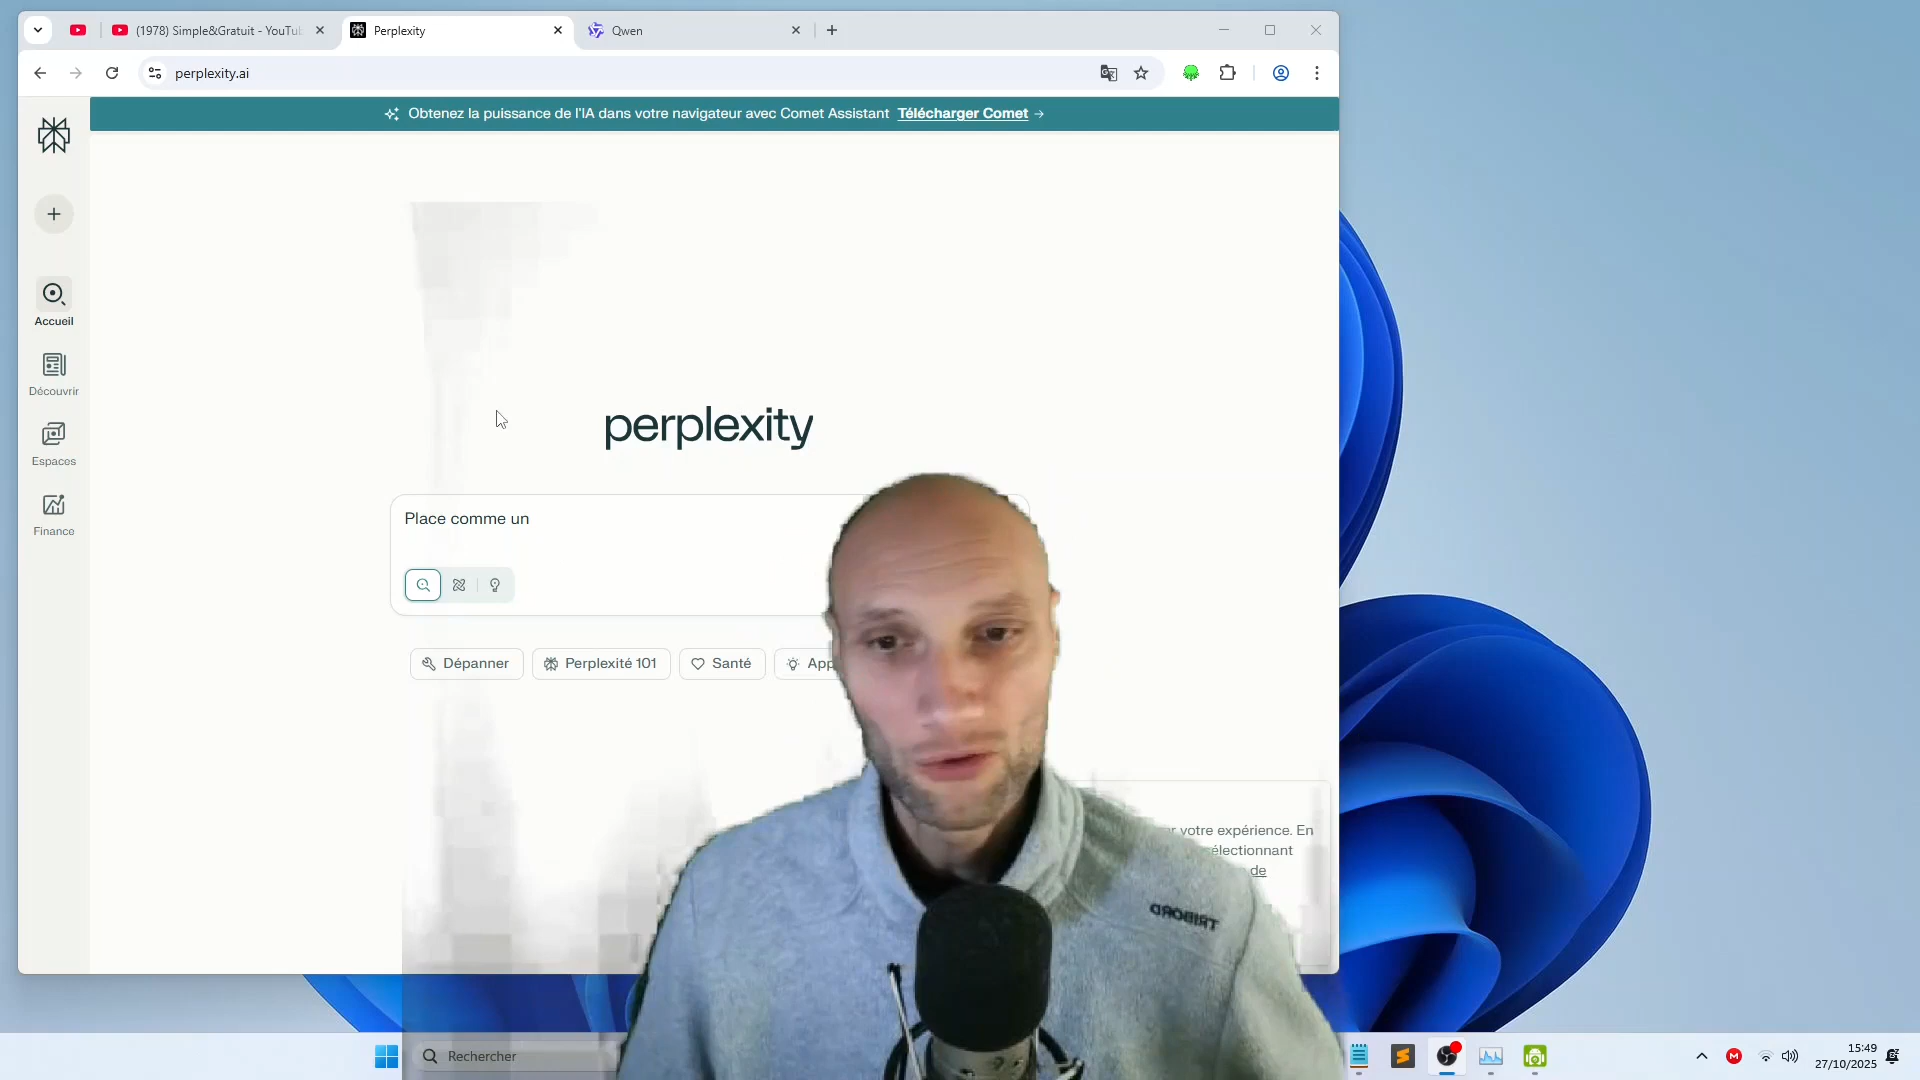 (1978) Simple&Gratuit - YouTu
Perplexity
Qwen
perplexity.ai
Obtenez la puissance de l'IA dans votre navigateur avec Comet Assistant Télécharger Comet →
Accueil
Découvrir
Espaces
Finance
perplexity
Place comme un
Dépanner
Perplexité 101
Santé
App
votre expérience. En
électionnant
de
TRIBORD
Rechercher
15:49
27/10/2025